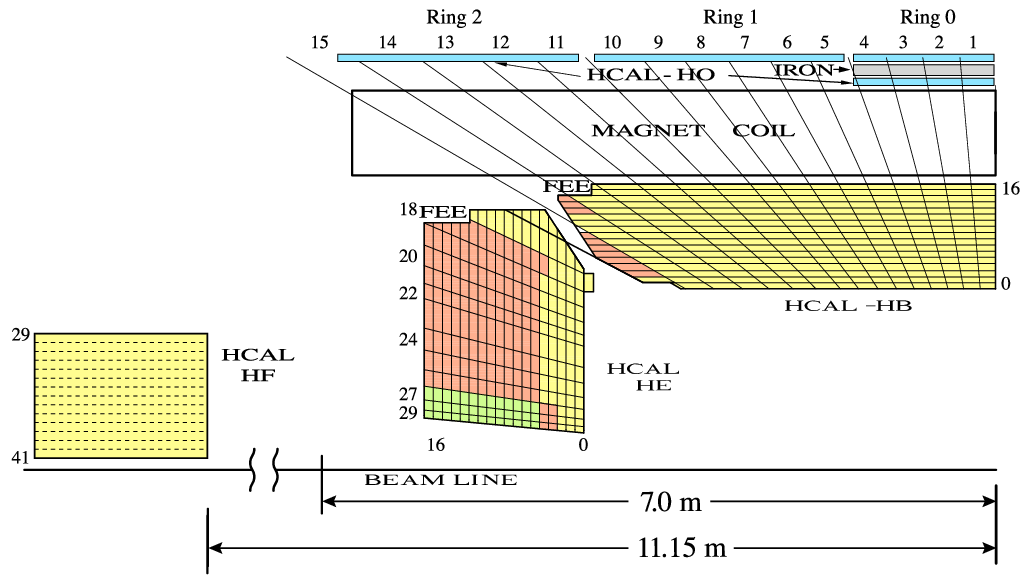 Ring 2 Ring 1 Ring 0
15 14 13 12 11 10 9 8 7 6 5 4 3 2 1
HCAL - HO IRON
MAGNET COIL
FEE 16
18 FEE
20
22 0
HCAL -HB
24
29
HCAL
HF
HCAL
HE
27
29
16 0
41
BEAM LINE
7.0 m
11.15 m